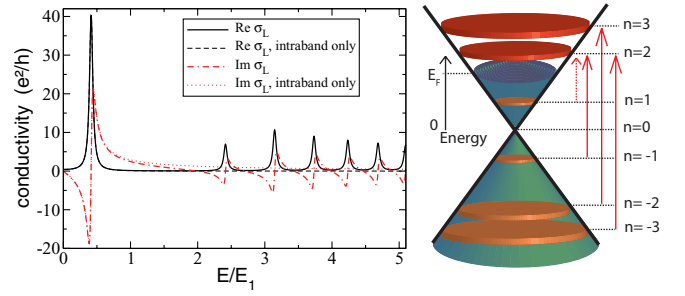 40
30
20
10
0
-10
-20
conductivity (e²/h)
Re σ_L
Re σ_L, intraband only
Im σ_L
Im σ_L, intraband only
0 1 2 3 4 5
E/E₁
E_F
0
Energy
n=3
n=2
n=1
n=0
n= -1
n= -2
n= -3